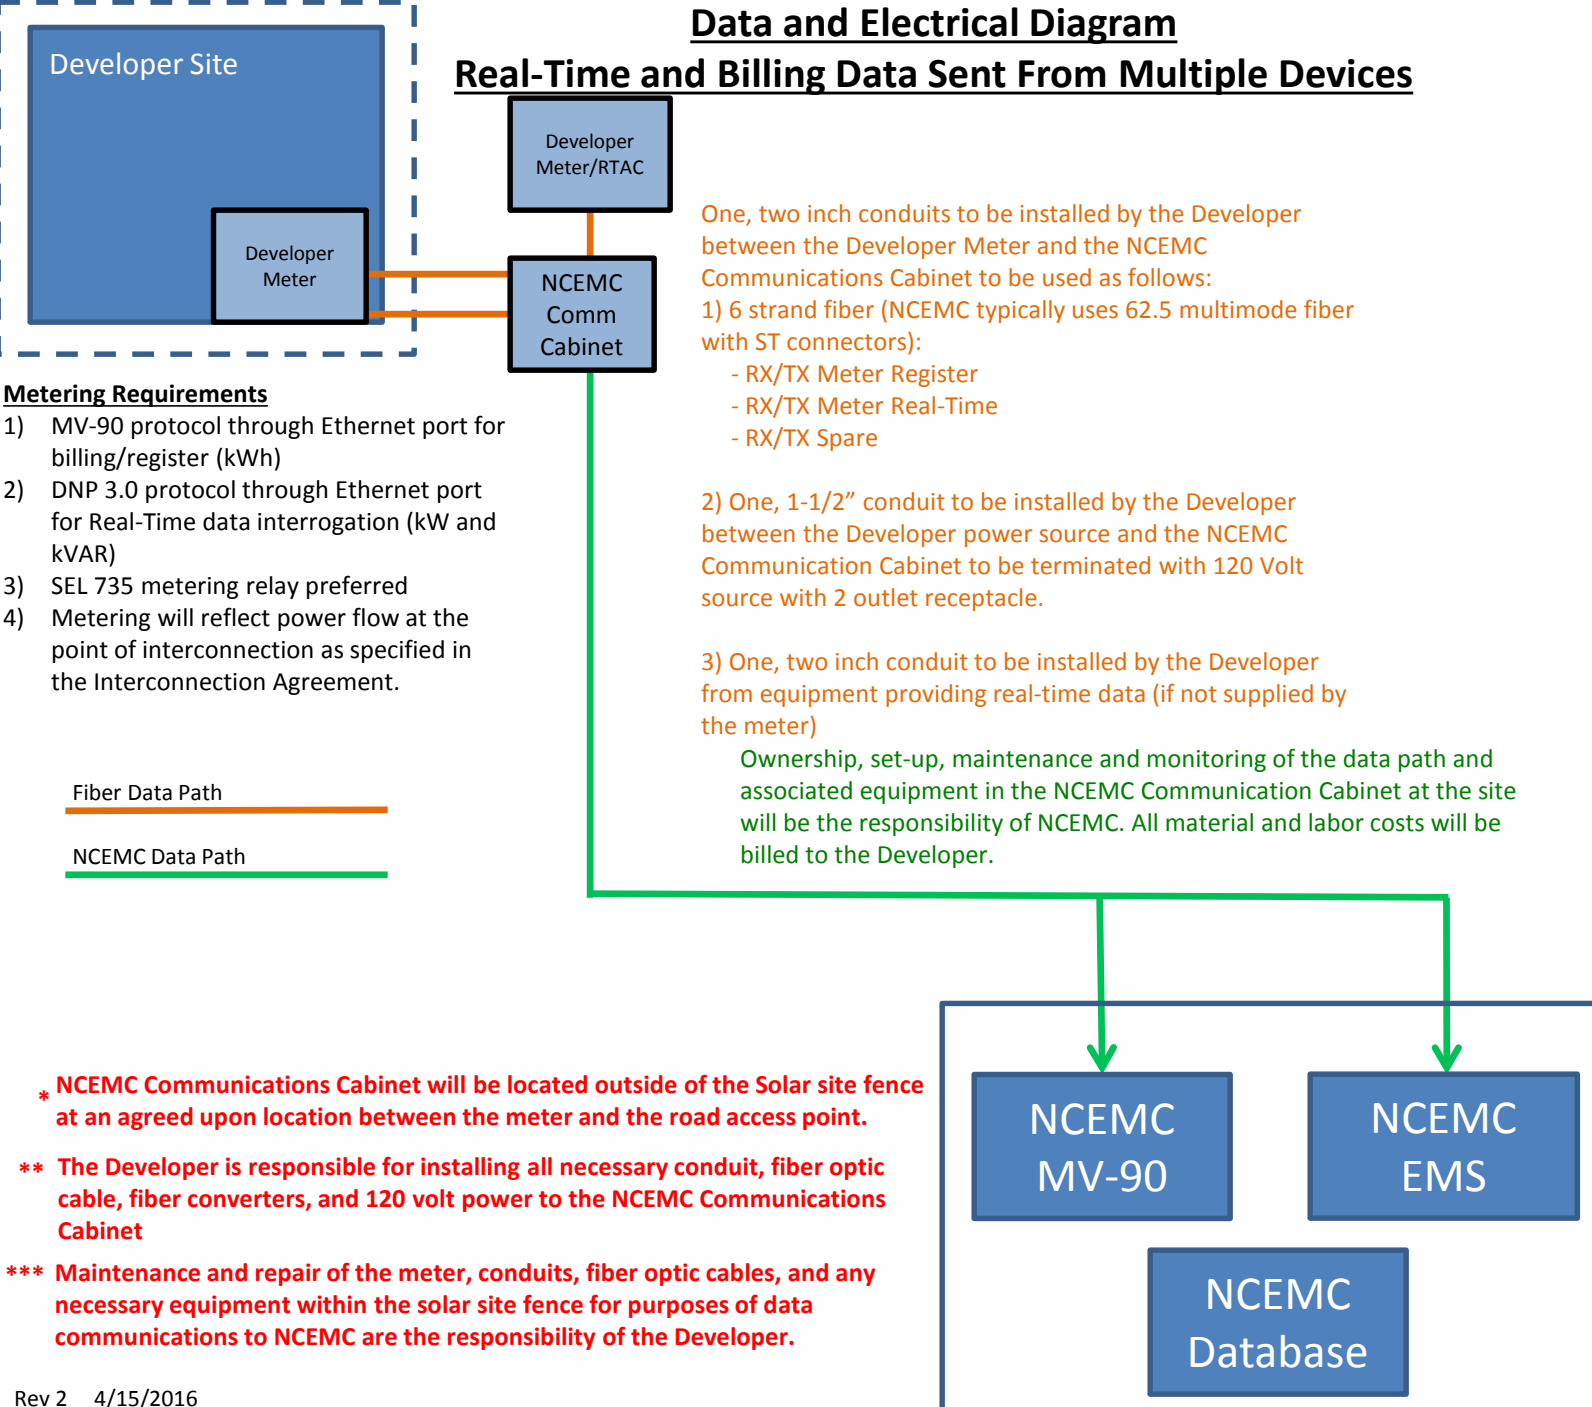 Data and Electrical Diagram
Real-Time and Billing Data Sent From Multiple Devices
Developer Site
Developer
Meter/RTAC
Developer
Meter
NCEMC
Comm
Cabinet
One, two inch conduits to be installed by the Developer
between the Developer Meter and the NCEMC
Communications Cabinet to be used as follows:
1) 6 strand fiber (NCEMC typically uses 62.5 multimode fiber
with ST connectors):
- RX/TX Meter Register
- RX/TX Meter Real-Time
- RX/TX Spare
2) One, 1-1/2” conduit to be installed by the Developer
between the Developer power source and the NCEMC
Communication Cabinet to be terminated with 120 Volt
source with 2 outlet receptacle.
3) One, two inch conduit to be installed by the Developer
from equipment providing real-time data (if not supplied by
the meter)
Ownership, set-up, maintenance and monitoring of the data path and
associated equipment in the NCEMC Communication Cabinet at the site
will be the responsibility of NCEMC. All material and labor costs will be
billed to the Developer.
Metering Requirements
1) MV-90 protocol through Ethernet port for
billing/register (kWh)
2) DNP 3.0 protocol through Ethernet port
for Real-Time data interrogation (kW and
kVAR)
3) SEL 735 metering relay preferred
4) Metering will reflect power flow at the
point of interconnection as specified in
the Interconnection Agreement.
Fiber Data Path
NCEMC Data Path
* NCEMC Communications Cabinet will be located outside of the Solar site fence
at an agreed upon location between the meter and the road access point.
** The Developer is responsible for installing all necessary conduit, fiber optic
cable, fiber converters, and 120 volt power to the NCEMC Communications
Cabinet
*** Maintenance and repair of the meter, conduits, fiber optic cables, and any
necessary equipment within the solar site fence for purposes of data
communications to NCEMC are the responsibility of the Developer.
NCEMC
MV-90
NCEMC
EMS
NCEMC
Database
Rev 2 4/15/2016